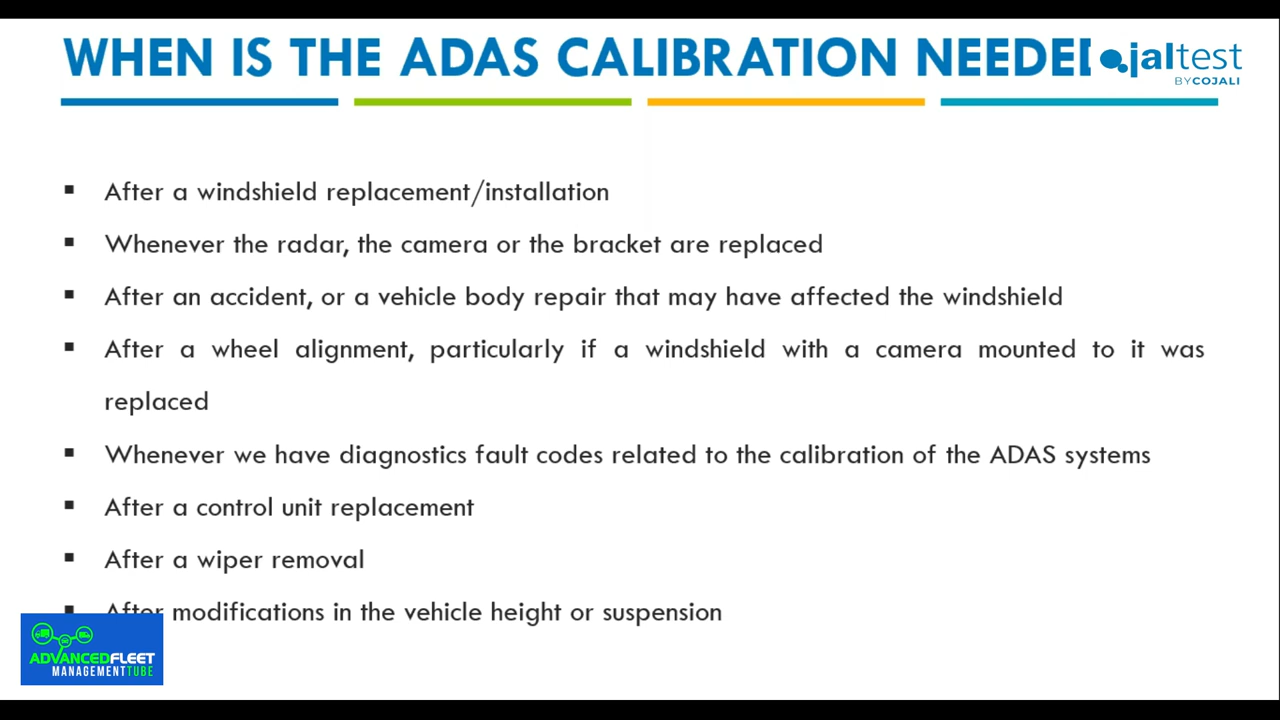 WHEN IS THE ADAS CALIBRATION NEEDED
jaltest
BY COJALI
▪ After a windshield replacement/installation
▪ Whenever the radar, the camera or the bracket are replaced
▪ After an accident, or a vehicle body repair that may have affected the windshield
▪ After a wheel alignment, particularly if a windshield with a camera mounted to it was
replaced
▪ Whenever we have diagnostics fault codes related to the calibration of the ADAS systems
▪ After a control unit replacement
▪ After a wiper removal
▪ After modifications in the vehicle height or suspension
ADVANCEDFLEET
MANAGEMENTTUBE